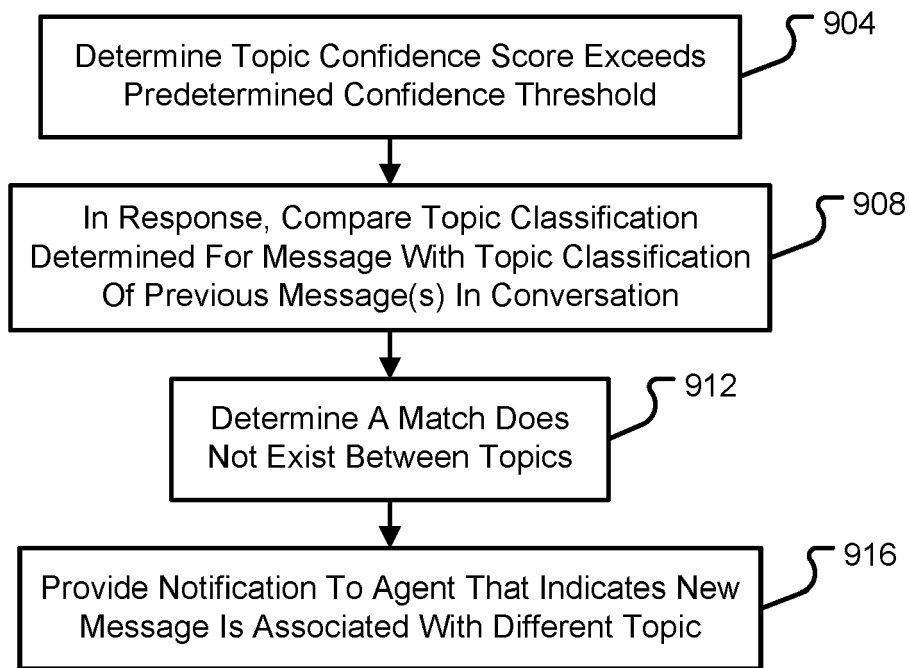 904
Determine Topic Confidence Score Exceeds
Predetermined Confidence Threshold
908
In Response, Compare Topic Classification
Determined For Message With Topic Classification
Of Previous Message(s) In Conversation
912
Determine A Match Does
Not Exist Between Topics
916
Provide Notification To Agent That Indicates New
Message Is Associated With Different Topic